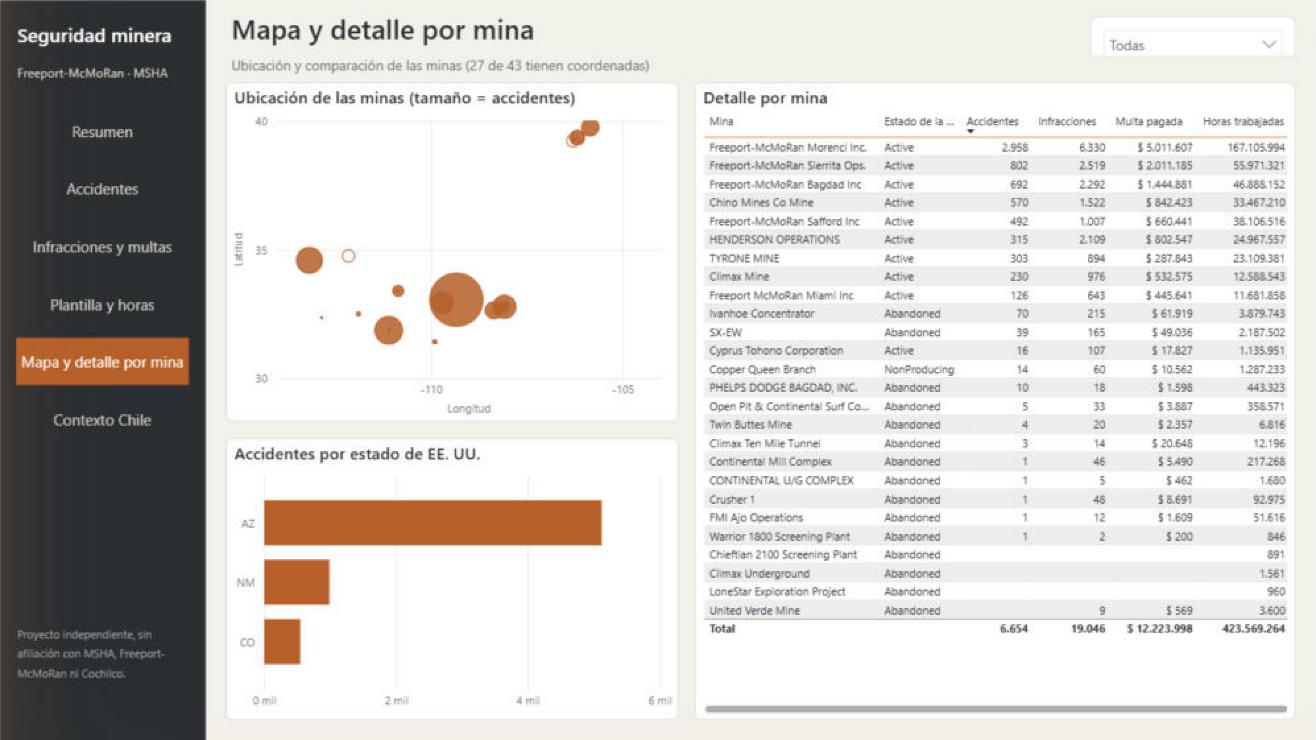 Seguridad minera
Freeport-McMoRan · MSHA
Resumen
Accidentes
Infracciones y multas
Plantilla y horas
Mapa y detalle por mina
Contexto Chile
Proyecto independiente, sin
afiliación con MSHA, Freeport-
McMoRan ni Cochilco.
Mapa y detalle por mina
Ubicación y comparación de las minas (27 de 43 tienen coordenadas)
Todas
Ubicación de las minas (tamaño = accidentes)
Latitud
40
35
30
-110
-105
Longitud
Accidentes por estado de EE. UU.
AZ
NM
CO
0 mil
2 mil
4 mil
6 mil
Detalle por mina
Mina Estado de la ... Accidentes Infracciones Multa pagada Horas trabajadas
Freeport-McMoRan Morenci Inc. Active 2.958 6.330 $ 5.011.607 167.105.994
Freeport-McMoRan Sierrita Ops. Active 802 2.519 $ 2.011.185 55.971.321
Freeport-McMoRan Bagdad Inc Active 692 2.292 $ 1.444.881 46.888.152
Chino Mines Co Mine Active 570 1.522 $ 842.423 33.467.210
Freeport-McMoRan Safford Inc Active 492 1.007 $ 660.441 38.106.516
HENDERSON OPERATIONS Active 315 2.109 $ 802.547 24.967.557
TYRONE MINE Active 303 894 $ 287.843 23.109.381
Climax Mine Active 230 976 $ 532.575 12.588.543
Freeport McMoRan Miami Inc Active 126 643 $ 445.641 11.681.858
Ivanhoe Concentrator Abandoned 70 215 $ 61.919 3.879.743
SX-EW Abandoned 39 165 $ 49.036 2.187.502
Cyprus Tohono Corporation Active 16 107 $ 17.827 1.135.951
Copper Queen Branch NonProducing 14 60 $ 10.562 1.287.233
PHELPS DODGE BAGDAD, INC. Abandoned 10 18 $ 1.598 443.323
Open Pit & Continental Surf Co... Abandoned 5 33 $ 3.887 358.571
Twin Buttes Mine Abandoned 4 20 $ 2.357 6.816
Climax Ten Mile Tunnel Abandoned 3 14 $ 20.648 12.196
Continental Mill Complex Abandoned 1 46 $ 5.490 217.268
CONTINENTAL U/G COMPLEX Abandoned 1 5 $ 462 1.680
Crusher 1 Abandoned 1 48 $ 8.691 92.975
FMI Ajo Operations Abandoned 1 12 $ 1.609 51.616
Warrior 1800 Screening Plant Abandoned 1 2 $ 200 846
Chieftian 2100 Screening Plant Abandoned 891
Climax Underground Abandoned 1.561
LoneStar Exploration Project Abandoned 960
United Verde Mine Abandoned 9 $ 569 3.600
Total 6.654 19.046 $ 12.223.998 423.569.264